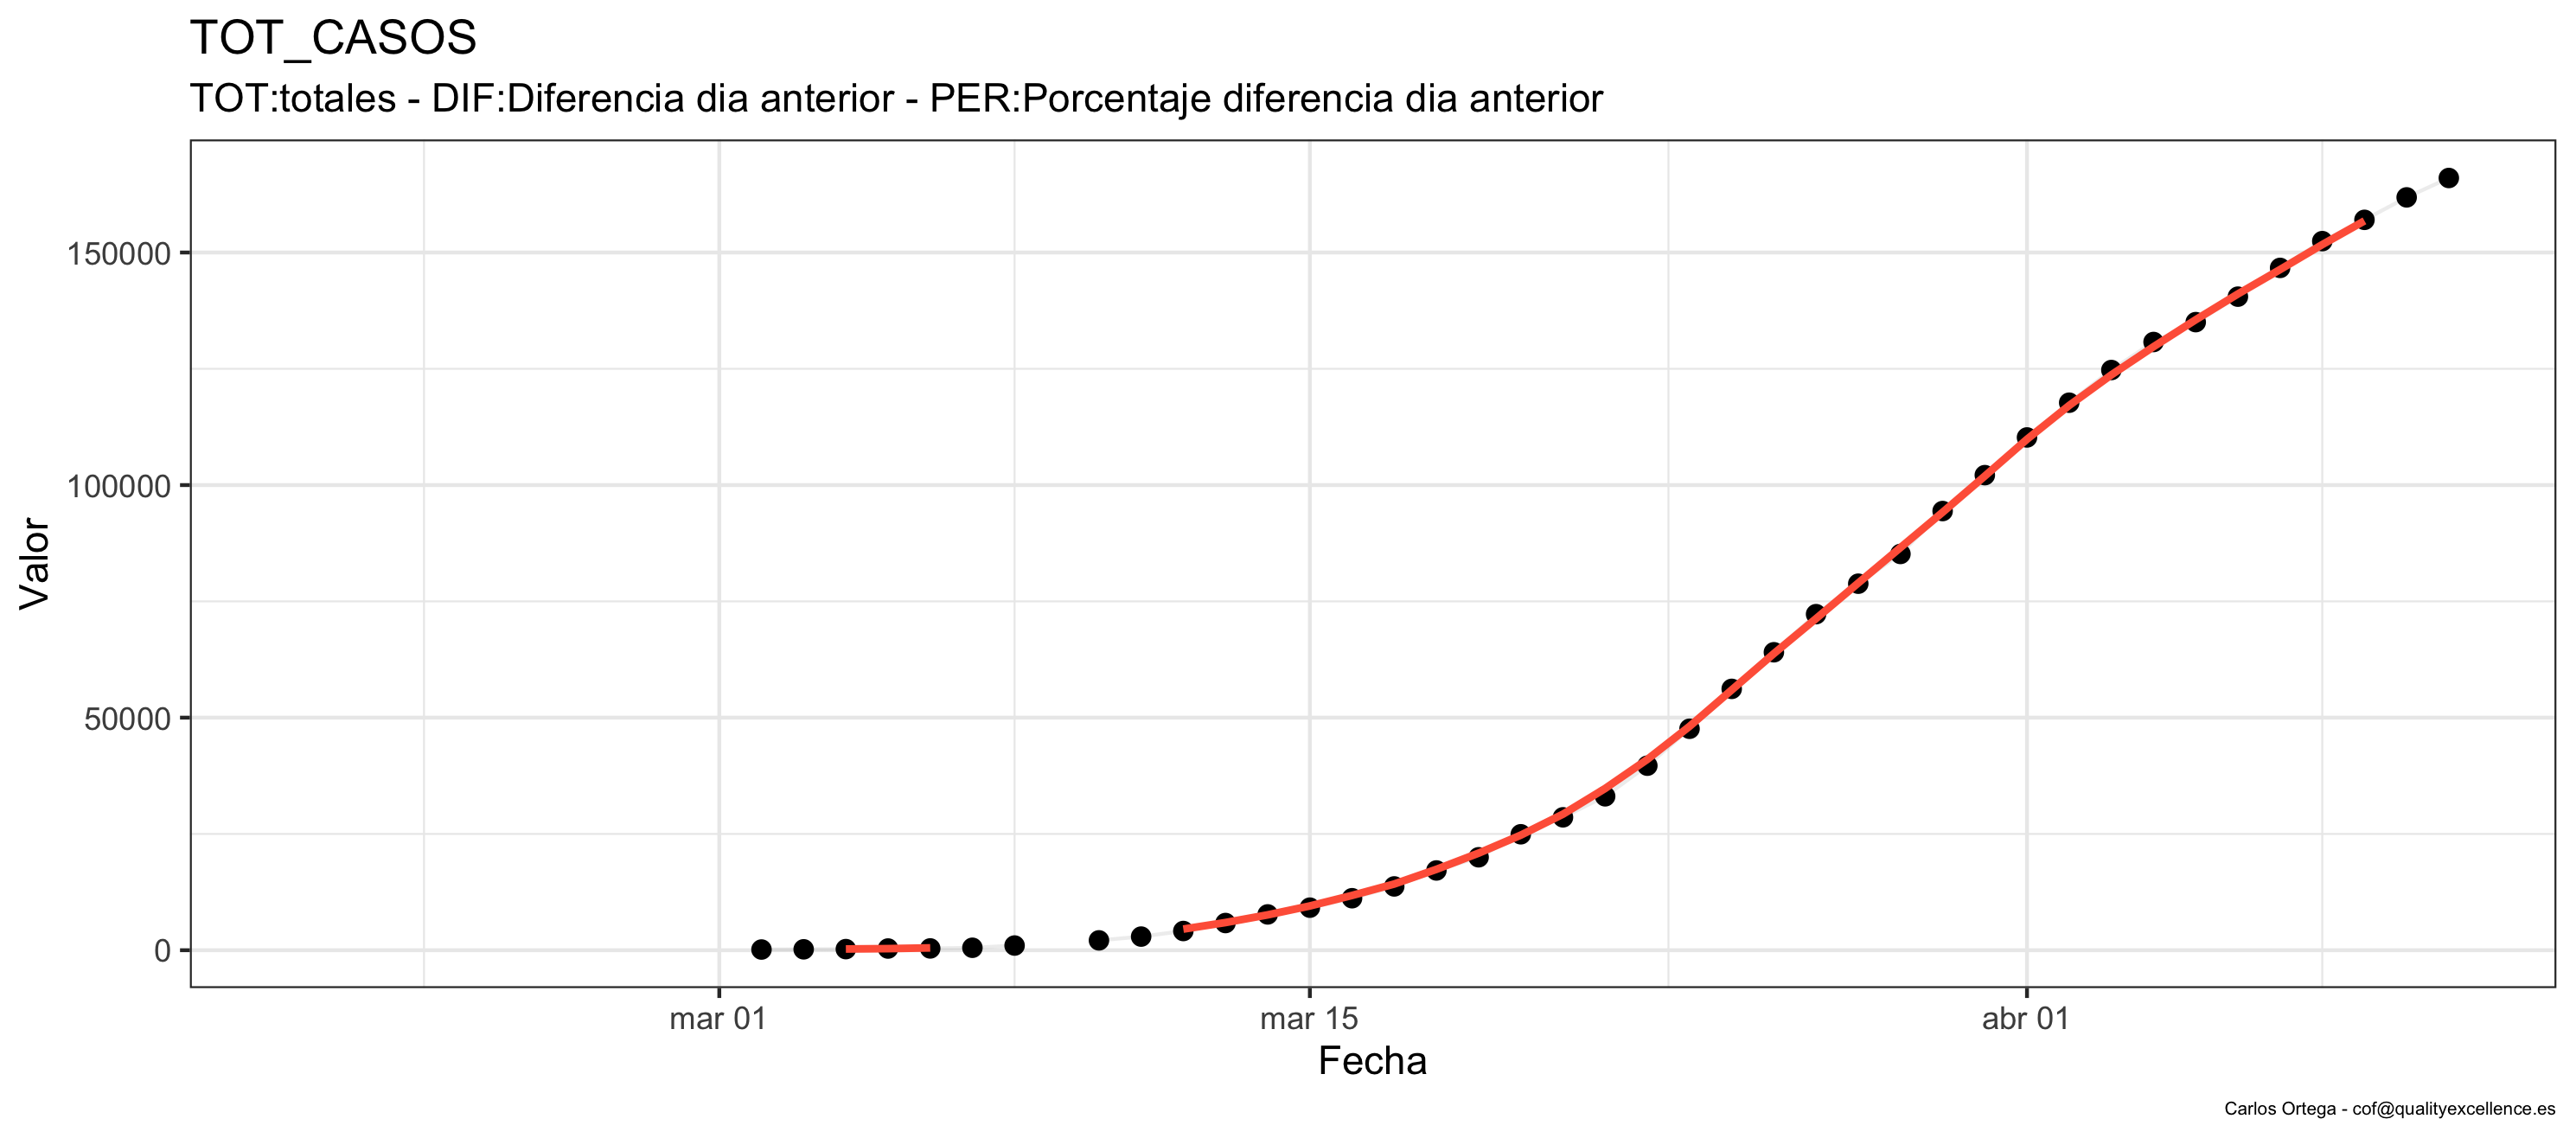 TOT_CASOS
TOT:totales - DIF:Diferencia dia anterior - PER:Porcentaje diferencia dia anterior
Valor
150000
100000
50000
0
mar 01
mar 15
abr 01
Fecha
Carlos Ortega - cof@qualityexcellence.es